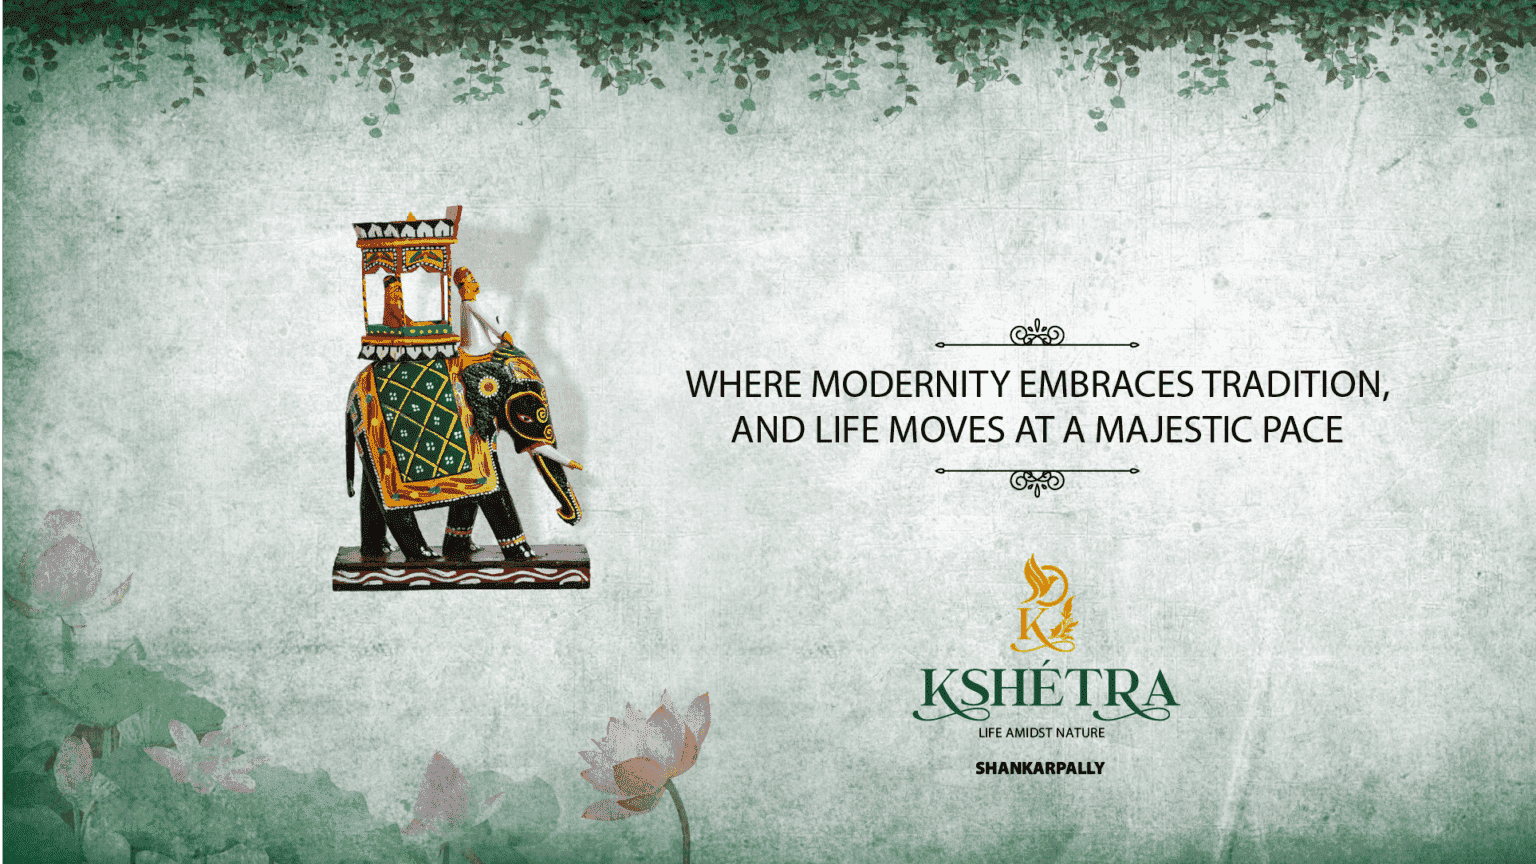 WHERE MODERNITY EMBRACES TRADITION,
AND LIFE MOVES AT A MAJESTIC PACE
K
KSHÉTRA
LIFE AMIDST NATURE
SHANKARPALLY